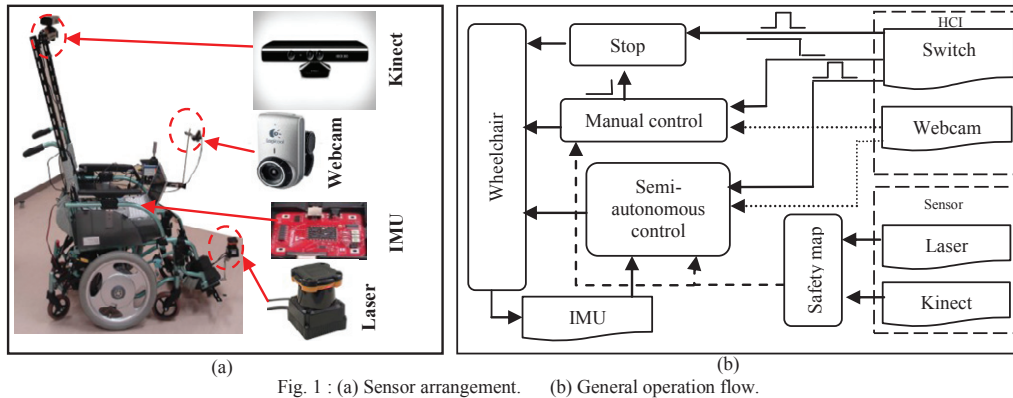 Kinect
Webcam
IMU
Laser
(a)
HCI
Stop
Switch
Wheelchair
Manual control
Webcam
Semi-
autonomous
control
Sensor
Safety map
Laser
Kinect
IMU
(b)
Fig. 1 : (a) Sensor arrangement. (b) General operation flow.